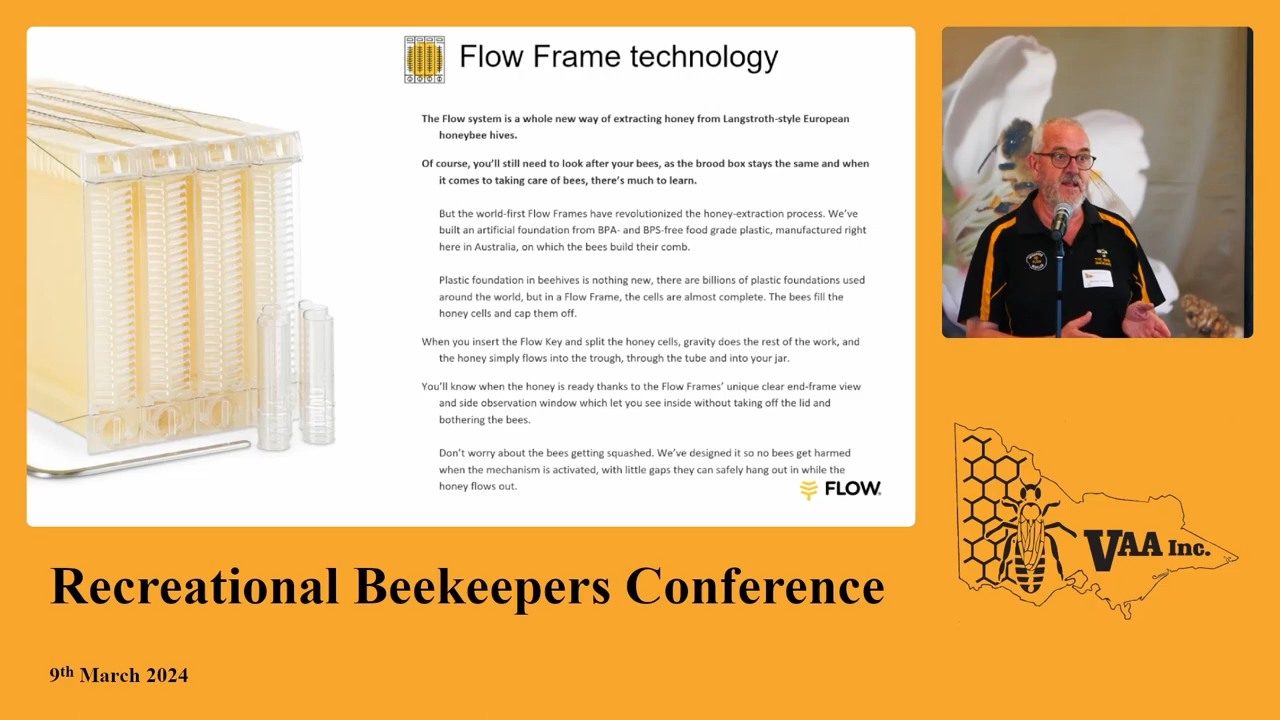 Flow Frame technology
The Flow system is a whole new way of extracting honey from Langstroth-style European
honeybee hives.
Of course, you'll still need to look after your bees, as the brood box stays the same and when
it comes to taking care of bees, there's much to learn.
But the world-first Flow Frames have revolutionized the honey-extraction process. We've
built an artificial foundation from BPA- and BPS-free food grade plastic, manufactured right
here in Australia, on which the bees build their comb.
Plastic foundation in beehives is nothing new, there are billions of plastic foundations used
around the world, but in a Flow Frame, the cells are almost complete. The bees fill the
honey cells and cap them off.
When you insert the Flow Key and split the honey cells, gravity does the rest of the work, and
the honey simply flows into the trough, through the tube and into your jar.
You'll know when the honey is ready thanks to the Flow Frames' unique clear end-frame view
and side observation window which let you see inside without taking off the lid and
bothering the bees.
Don't worry about the bees getting squashed. We've designed it so no bees get harmed
when the mechanism is activated, with little gaps they can safely hang out in while the
honey flows out.
FLOW
VAA Inc.
Recreational Beekeepers Conference
9th March 2024